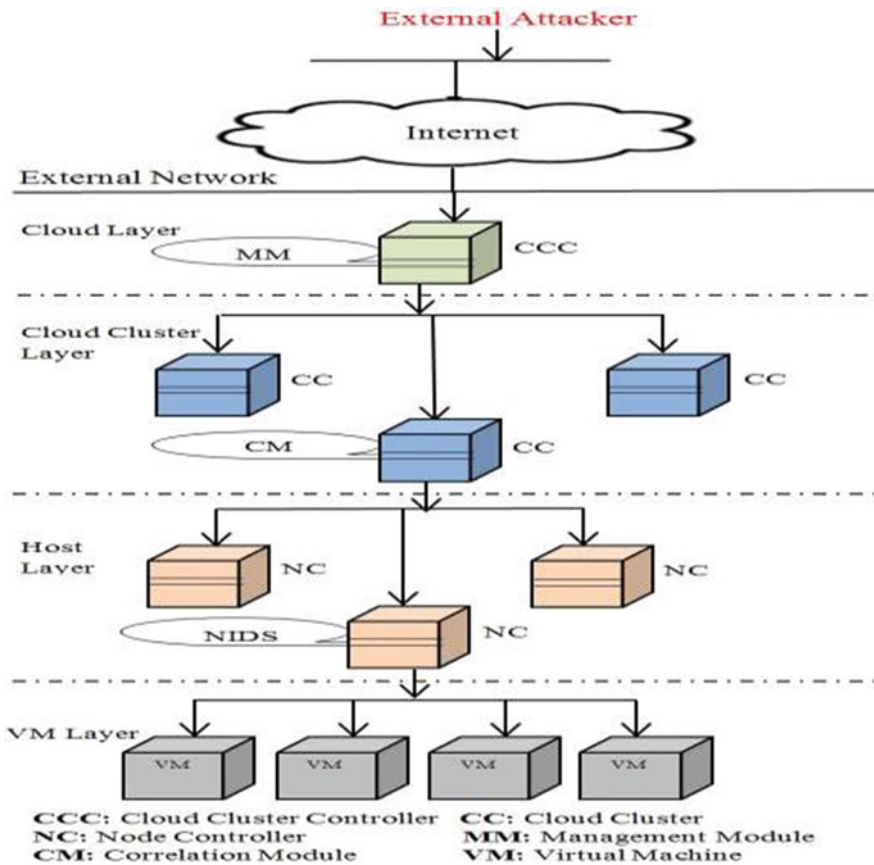 External Attacker
Internet
External Network
Cloud Layer
MM
CCC
Cloud Cluster
Layer
CC
CC
CM
CC
Host
Layer
NC
NC
NIDS
NC
VM Layer
VM
VM
VM
VM
CCC: Cloud Cluster Controller CC: Cloud Cluster
NC: Node Controller MM: Management Module
CM: Correlation Module VM: Virtual Machine